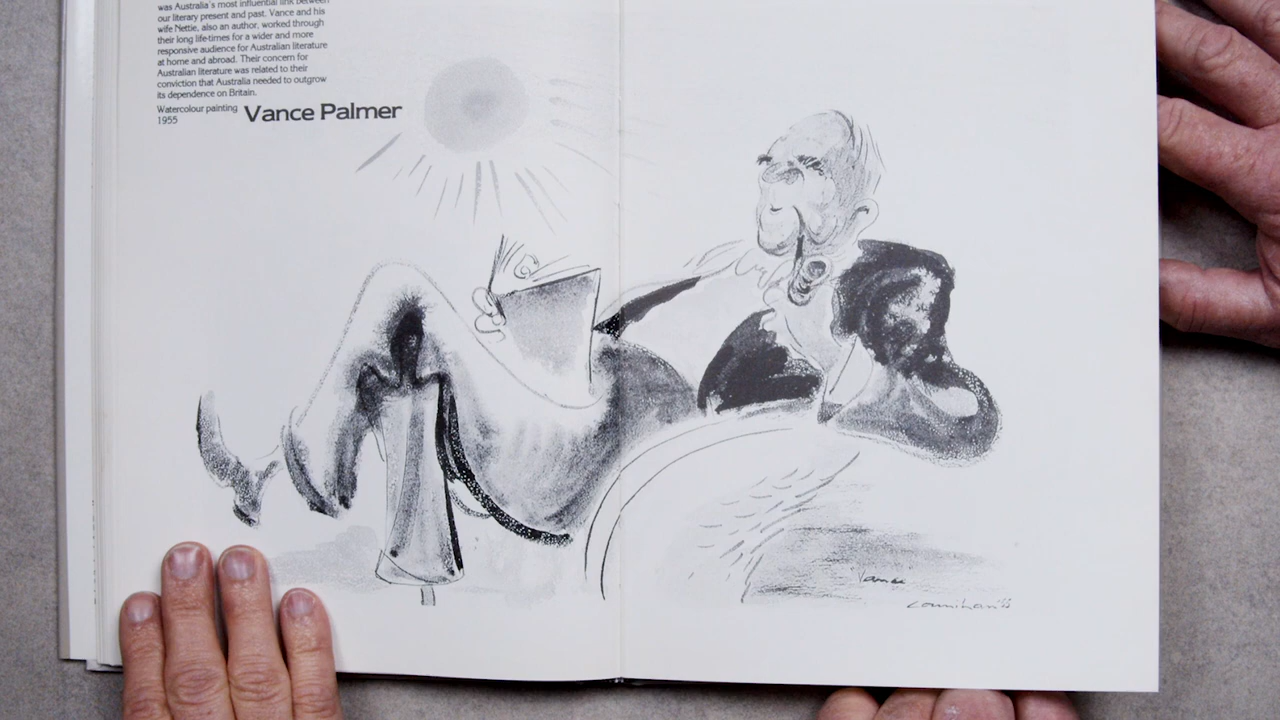 was Australia's most influential link between
our literary present and past. Vance and his
wife Nettie, also an author, worked through
their long life-times for a wider and more
responsive audience for Australian literature
at home and abroad. Their concern for
Australian literature was related to their
conviction that Australia needed to outgrow
its dependence on Britain.
Watercolour painting
1955
Vance Palmer
Vance
Counihan '55